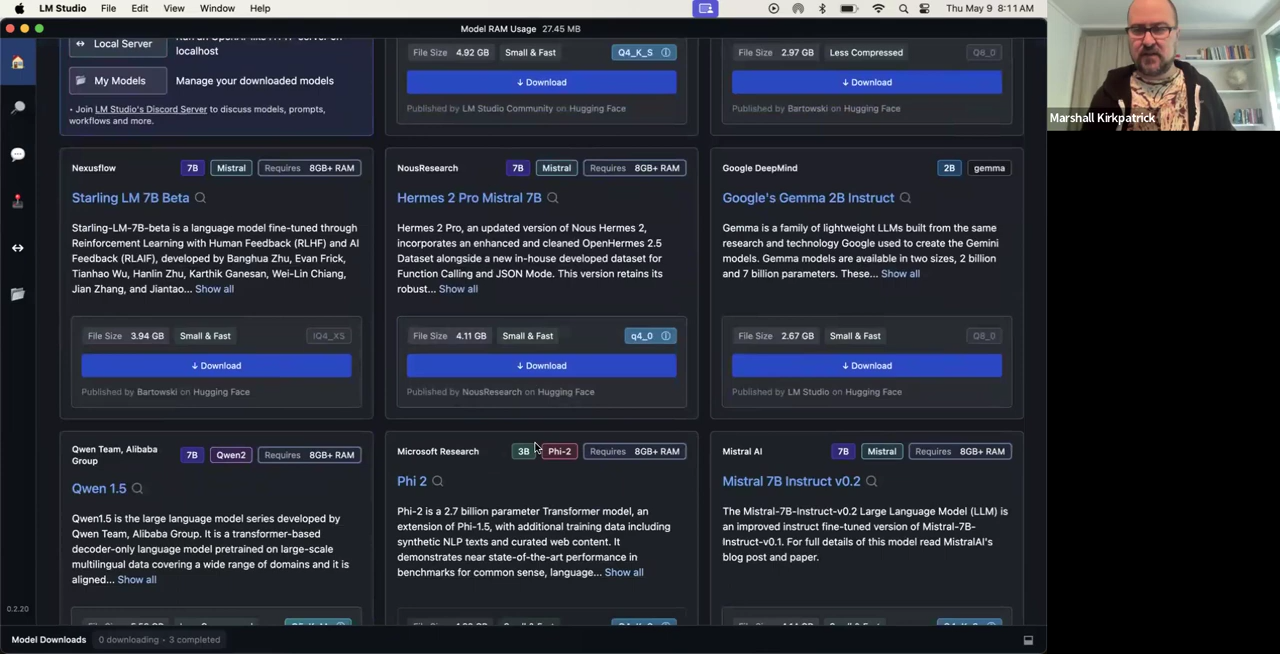 LM Studio File Edit View Window Help Thu May 9 8:11 AM
Model RAM Usage 27.45 MB
Local Server
localhost
My Models Manage your downloaded models
• Join LM Studio's Discord Server to discuss models, prompts,
workflows and more.
File Size 4.92 GB Small & Fast Q4_K_S
Download
Published by LM Studio Community on Hugging Face
File Size 2.97 GB Less Compressed Q6_0
Download
Published by Bartowski on Hugging Face
Marshall Kirkpatrick
Nexusflow 7B Mistral Requires 8GB+ RAM
Starling LM 7B Beta
Starling-LM-7B-beta is a language model fine-tuned through
Reinforcement Learning with Human Feedback (RLHF) and AI
Feedback (RLAIF), developed by Banghua Zhu, Evan Frick,
Tianhao Wu, Hanlin Zhu, Karthik Ganesan, Wei-Lin Chiang,
Jian Zhang, and Jiantao... Show all
File Size 3.94 GB Small & Fast IQ4_XS
Download
Published by Bartowski on Hugging Face
NousResearch 7B Mistral Requires 8GB+ RAM
Hermes 2 Pro Mistral 7B
Hermes 2 Pro, an updated version of Nous Hermes 2,
incorporates an enhanced and cleaned OpenHermes 2.5
Dataset alongside a new in-house developed dataset for
Function Calling and JSON Mode. This version retains its
robust... Show all
File Size 4.11 GB Small & Fast q4_0
Download
Published by NousResearch on Hugging Face
Google DeepMind 2B gemma
Google's Gemma 2B Instruct
Gemma is a family of lightweight LLMs built from the same
research and technology Google used to create the Gemini
models. Gemma models are available in two sizes, 2 billion
and 7 billion parameters. These... Show all
File Size 2.67 GB Small & Fast Q8_0
Download
Published by LM Studio on Hugging Face
Qwen Team, Alibaba
Group
7B Qwen2 Requires 8GB+ RAM
Qwen 1.5
Qwen1.5 is the large language model series developed by
Qwen Team, Alibaba Group. It is a transformer-based
decoder-only language model pretrained on large-scale
multilingual data covering a wide range of domains and it is
aligned... Show all
Microsoft Research 3B Phi-2 Requires 8GB+ RAM
Phi 2
Phi-2 is a 2.7 billion parameter Transformer model, an
extension of Phi-1.5, with additional training data including
synthetic NLP texts and curated web content. It
demonstrates near state-of-the-art performance in
benchmarks for common sense, language... Show all
Mistral AI 7B Mistral Requires 8GB+ RAM
Mistral 7B Instruct v0.2
The Mistral-7B-Instruct-v0.2 Large Language Model (LLM) is
an improved instruct fine-tuned version of Mistral-7B-
Instruct-v0.1. For full details of this model read MistralAI's
blog post and paper.
0.2.20
Model Downloads 0 downloading • 3 completed